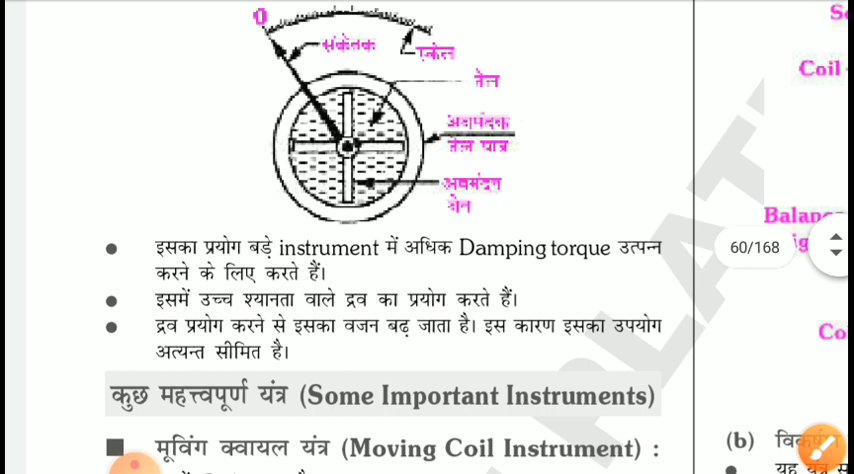 0
संकेतक
स्केल
तेल
अवमंदक
तेल पात्र
अवमंदण
वेन
● इसका प्रयोग बड़े instrument में अधिक Damping torque उत्पन्न
करने के लिए करते हैं।
● इसमें उच्च श्यानता वाले द्रव का प्रयोग करते हैं।
● द्रव प्रयोग करने से इसका वजन बढ़ जाता है। इस कारण इसका उपयोग
अत्यन्त सीमित है।
कुछ महत्त्वपूर्ण यंत्र (Some Important Instruments)
■ मूविंग क्वायल यंत्र (Moving Coil Instrument) :
Coil
60/168
Co
(b)
● यह यंत्र